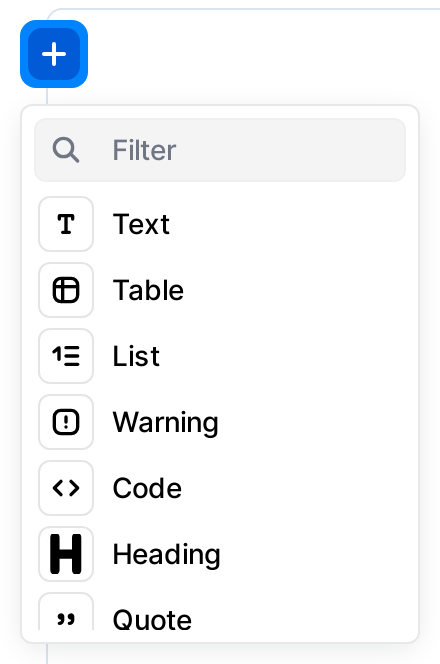 Filter
Text
Table
List
Warning
Code
Heading
Quote